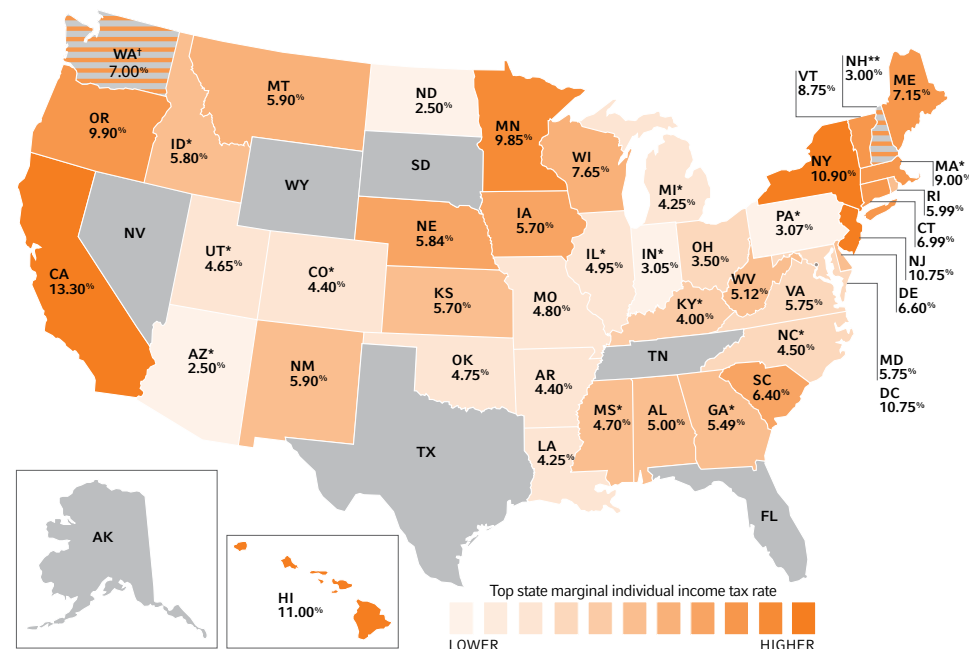 WA†
7.00%
OR
9.90%
CA
13.30%
NV
ID*
5.80%
MT
5.90%
WY
UT*
4.65%
AZ*
2.50%
CO*
4.40%
NM
5.90%
ND
2.50%
SD
NE
5.84%
KS
5.70%
OK
4.75%
TX
MN
9.85%
IA
5.70%
MO
4.80%
AR
4.40%
LA
4.25%
WI
7.65%
IL*
4.95%
MI*
4.25%
IN*
3.05%
OH
3.50%
KY*
4.00%
TN
MS*
4.70%
AL
5.00%
GA*
5.49%
FL
SC
6.40%
NC*
4.50%
VA
5.75%
WV
5.12%
PA*
3.07%
NY
10.90%
VT
8.75%
NH**
3.00%
ME
7.15%
MA*
9.00%
RI
5.99%
CT
6.99%
NJ
10.75%
DE
6.60%
MD
5.75%
DC
10.75%
AK
HI
11.00%
Top state marginal individual income tax rate
LOWER
HIGHER